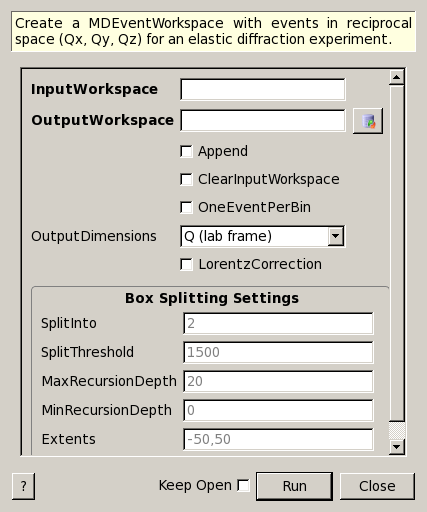 Create a MDEventWorkspace with events in reciprocal
space (Qx, Qy, Qz) for an elastic diffraction experiment.
InputWorkspace
OutputWorkspace
Append
ClearInputWorkspace
OneEventPerBin
OutputDimensions Q (lab frame)
LorentzCorrection
Box Splitting Settings
SplitInto 2
SplitThreshold 1500
MaxRecursionDepth 20
MinRecursionDepth 0
Extents -50,50
? Keep Open Run Close